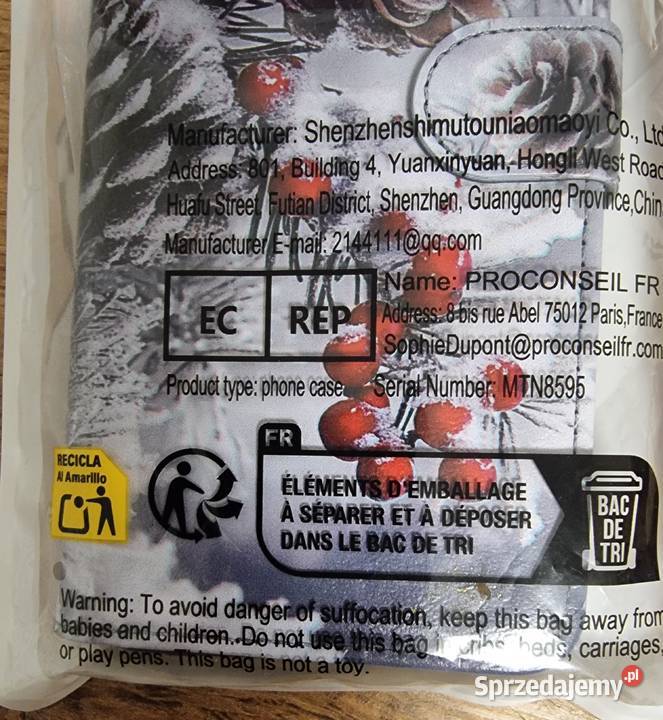 Manufacturer: Shenzhenshimutouniaomaoyi Co., Ltd
Address: 801, Building 4, Yuanxinyuan, Hongli West Road
Huafu Street, Futian District, Shenzhen, Guangdong Province,Chin
Manufacturer E-mail: 2144111@qq.com
EC REP
Name: PROCONSEIL FR
Address: 8 bis rue Abel 75012 Paris,France
SophieDupont@proconseilfr.com
Product type: phone case Serial Number: MTN8595
RECICLA
Al Amarillo
FR
ÉLÉMENTS D'EMBALLAGE
À SÉPARER ET À DÉPOSER
DANS LE BAC DE TRI
BAC
DE
TRI
Warning: To avoid danger of suffocation, keep this bag away from
babies and children. Do not use this bag in cribs, beds, carriages,
or play pens. This bag is not a toy.
Sprzedajemy.pl